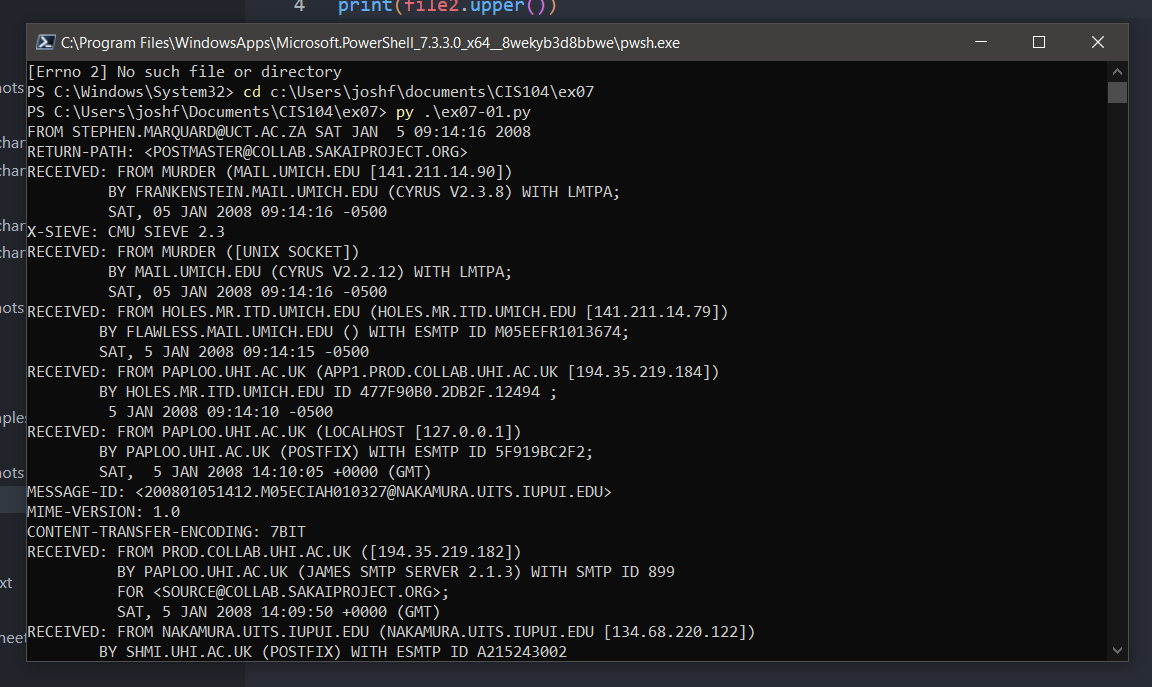 4 print(file2.upper())
C:\Program Files\WindowsApps\Microsoft.PowerShell_7.3.3.0_x64__8wekyb3d8bbwe\pwsh.exe
[Errno 2] No such file or directory
PS C:\Windows\System32> cd c:\Users\joshf\documents\CIS104\ex07
PS C:\Users\joshf\Documents\CIS104\ex07> py .\ex07-01.py
FROM STEPHEN.MARQUARD@UCT.AC.ZA SAT JAN  5 09:14:16 2008
RETURN-PATH: <POSTMASTER@COLLAB.SAKAIPROJECT.ORG>
RECEIVED: FROM MURDER (MAIL.UMICH.EDU [141.211.14.90])
BY FRANKENSTEIN.MAIL.UMICH.EDU (CYRUS V2.3.8) WITH LMTPA;
SAT, 05 JAN 2008 09:14:16 -0500
X-SIEVE: CMU SIEVE 2.3
RECEIVED: FROM MURDER ([UNIX SOCKET])
BY MAIL.UMICH.EDU (CYRUS V2.2.12) WITH LMTPA;
SAT, 05 JAN 2008 09:14:16 -0500
RECEIVED: FROM HOLES.MR.ITD.UMICH.EDU (HOLES.MR.ITD.UMICH.EDU [141.211.14.79])
BY FLAWLESS.MAIL.UMICH.EDU () WITH ESMTP ID M05EEFR1013674;
SAT, 5 JAN 2008 09:14:15 -0500
RECEIVED: FROM PAPLOO.UHI.AC.UK (APP1.PROD.COLLAB.UHI.AC.UK [194.35.219.184])
BY HOLES.MR.ITD.UMICH.EDU ID 477F90B0.2DB2F.12494 ;
5 JAN 2008 09:14:10 -0500
RECEIVED: FROM PAPLOO.UHI.AC.UK (LOCALHOST [127.0.0.1])
BY PAPLOO.UHI.AC.UK (POSTFIX) WITH ESMTP ID 5F919BC2F2;
SAT,  5 JAN 2008 14:10:05 +0000 (GMT)
MESSAGE-ID: <200801051412.M05ECIAH010327@NAKAMURA.UITS.IUPUI.EDU>
MIME-VERSION: 1.0
CONTENT-TRANSFER-ENCODING: 7BIT
RECEIVED: FROM PROD.COLLAB.UHI.AC.UK ([194.35.219.182])
BY PAPLOO.UHI.AC.UK (JAMES SMTP SERVER 2.1.3) WITH SMTP ID 899
FOR <SOURCE@COLLAB.SAKAIPROJECT.ORG>;
SAT, 5 JAN 2008 14:09:50 +0000 (GMT)
RECEIVED: FROM NAKAMURA.UITS.IUPUI.EDU (NAKAMURA.UITS.IUPUI.EDU [134.68.220.122])
BY SHMI.UHI.AC.UK (POSTFIX) WITH ESMTP ID A215243002